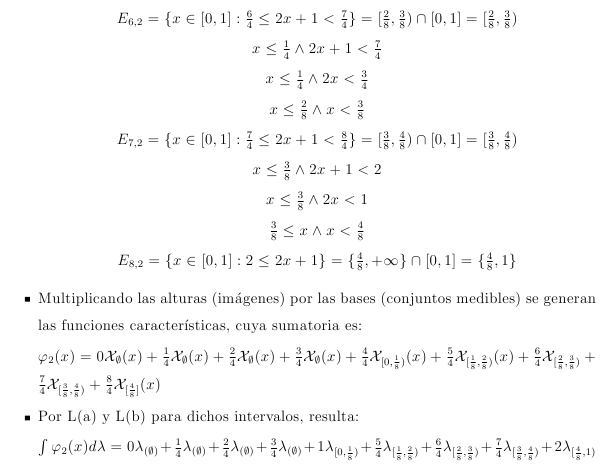 E_{6,2} = {x ∈ [0, 1] : 6/4 ≤ 2x + 1 < 7/4} = [2/8, 3/8) ∩ [0, 1] = [2/8, 3/8)
x ≤ 1/4 ∧ 2x + 1 < 7/4
x ≤ 1/4 ∧ 2x < 3/4
x ≤ 2/8 ∧ x < 3/8
E_{7,2} = {x ∈ [0, 1] : 7/4 ≤ 2x + 1 < 8/4} = [3/8, 4/8) ∩ [0, 1] = [3/8, 4/8)
x ≤ 3/8 ∧ 2x + 1 < 2
x ≤ 3/8 ∧ 2x < 1
3/8 ≤ x ∧ x < 4/8
E_{8,2} = {x ∈ [0, 1] : 2 ≤ 2x + 1} = {4/8, +∞} ∩ [0, 1] = {4/8, 1}
▪ Multiplicando las alturas (imágenes) por las bases (conjuntos medibles) se generan
las funciones características, cuya sumatoria es:
φ_2(x) = 0𝒳_∅(x) + 1/4 𝒳_∅(x) + 2/4 𝒳_∅(x) + 3/4 𝒳_∅(x) + 4/4 𝒳_{[0,1/8)}(x) + 5/4 𝒳_{[1/8,2/8)}(x) + 6/4 𝒳_{[2/8,3/8)} +
7/4 𝒳_{[3/8,4/8)} + 8/4 𝒳_{[4/8]}(x)
▪ Por L(a) y L(b) para dichos intervalos, resulta:
∫ φ_2(x)dλ = 0λ_{(∅)} + 1/4 λ_{(∅)} + 2/4 λ_{(∅)} + 3/4 λ_{(∅)} + 1λ_{[0,1/8)} + 5/4 λ_{[1/8,2/8)} + 6/4 λ_{[2/8,3/8)} + 7/4 λ_{[3/8,4/8)} + 2λ_{[4/8,1)}